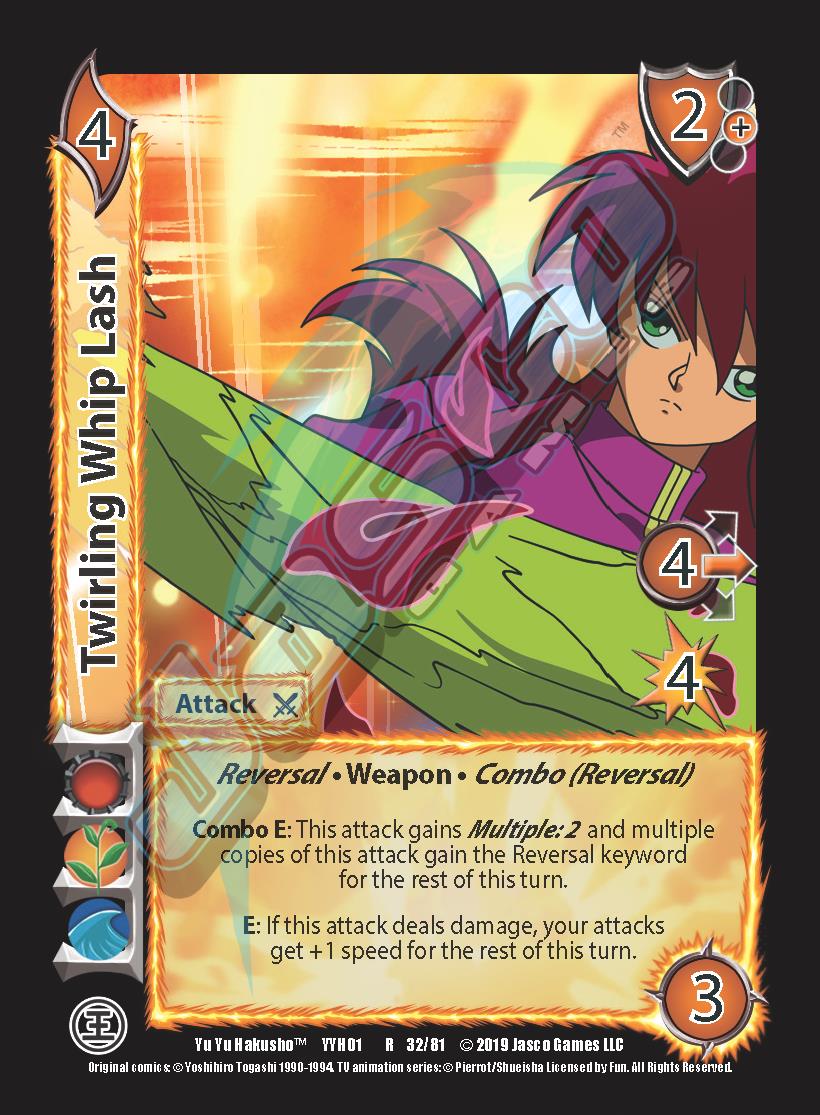 4
2
+
™
Twirling Whip Lash
4
4
Attack
Reversal • Weapon • Combo (Reversal)
Combo E: This attack gains Multiple: 2 and multiple
copies of this attack gain the Reversal keyword
for the rest of this turn.
E: If this attack deals damage, your attacks
get +1 speed for the rest of this turn.
3
王
Yu Yu Hakusho™ YYH01 R 32/81 © 2019 Jasco Games LLC
Original comics: © Yoshihiro Togashi 1990-1994. TV animation series: © Pierrot/Shueisha Licensed by Fun. All Rights Reserved.